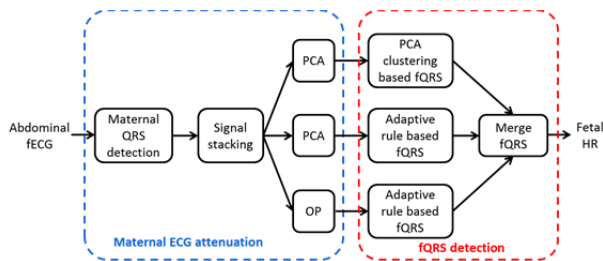 Abdominal
fECG
Maternal
QRS
detection
Signal
stacking
PCA
PCA
OP
PCA
clustering
based fQRS
Adaptive
rule based
fQRS
Adaptive
rule based
fQRS
Merge
fQRS
Fetal
HR
Maternal ECG attenuation
fQRS detection